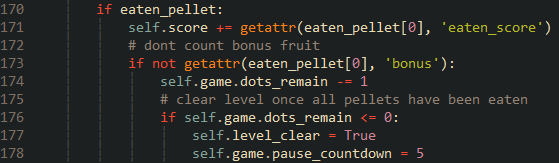 170 if eaten_pellet:
171 self.score += getattr(eaten_pellet[0], 'eaten_score')
172 # dont count bonus fruit
173 if not getattr(eaten_pellet[0], 'bonus'):
174 self.game.dots_remain -= 1
175 # clear level once all pellets have been eaten
176 if self.game.dots_remain <= 0:
177 self.level_clear = True
178 self.game.pause_countdown = 5